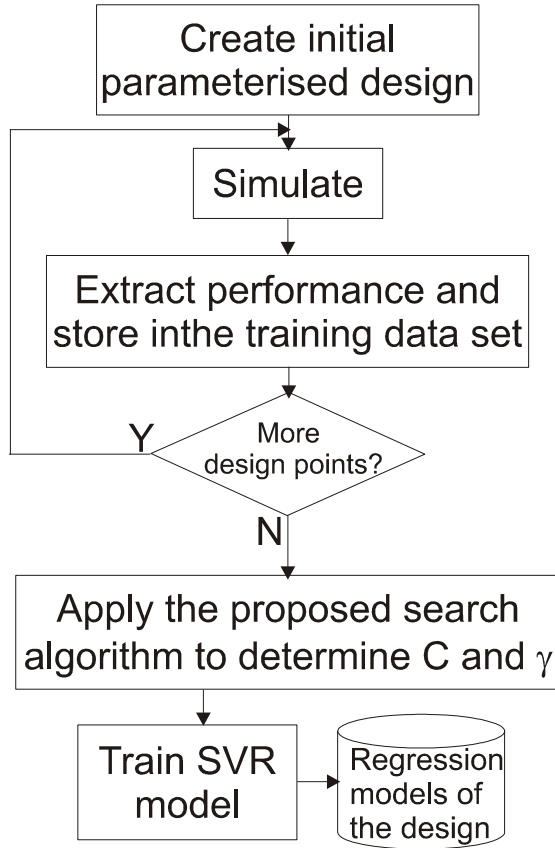 Create initial
parameterised design
Simulate
Extract performance and
store inthe training data set
Y
More
design points?
N
Apply the proposed search
algorithm to determine C and γ
Train SVR
model
Regression
models of
the design